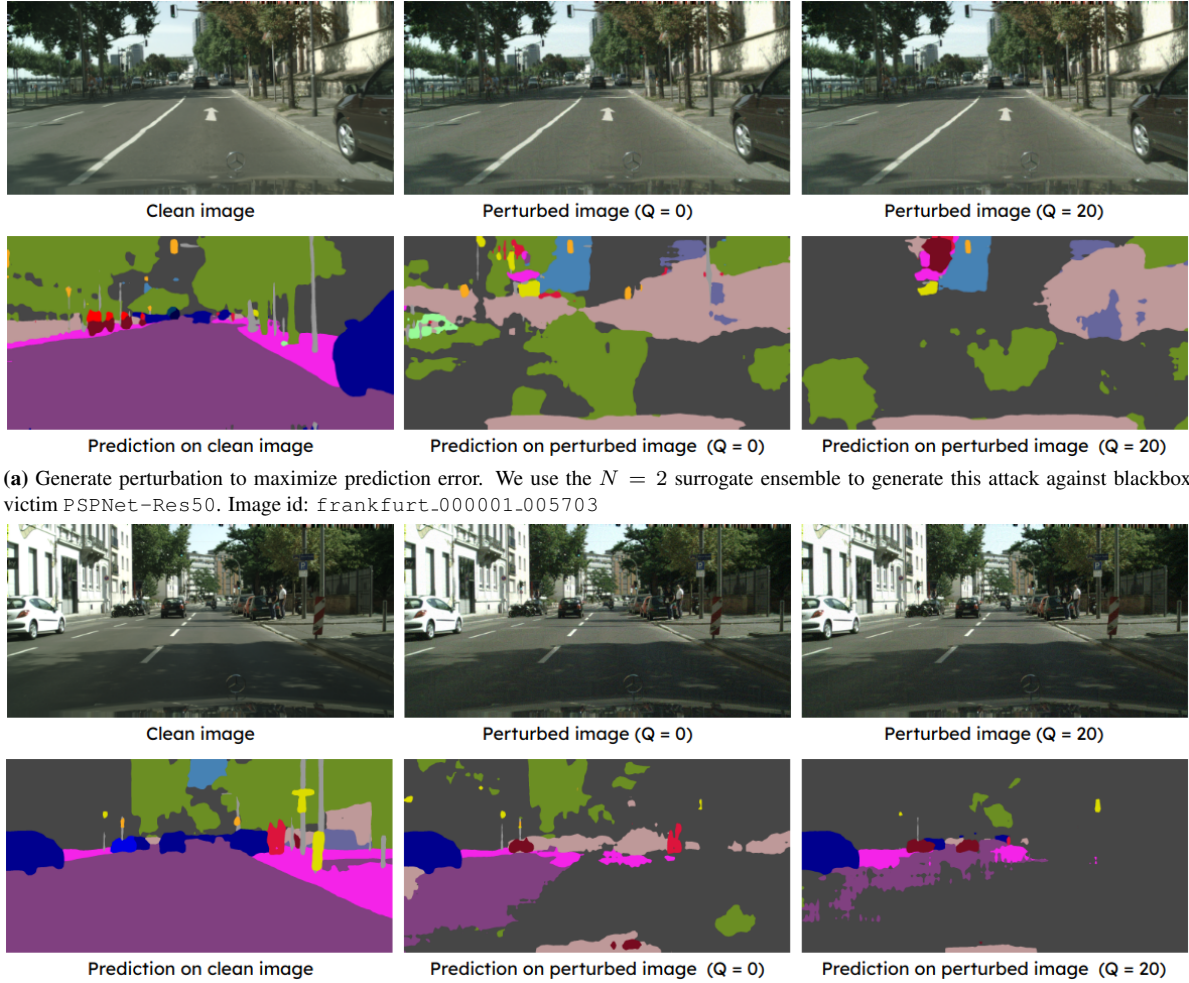 Clean image
Perturbed image (Q = 0)
Perturbed image (Q = 20)
Prediction on clean image
Prediction on perturbed image (Q = 0)
Prediction on perturbed image (Q = 20)
(a) Generate perturbation to maximize prediction error. We use the N = 2 surrogate ensemble to generate this attack against blackbox
victim PSPNet-Res50. Image id: frankfurt_000001_005703
Clean image
Perturbed image (Q = 0)
Perturbed image (Q = 20)
Prediction on clean image
Prediction on perturbed image (Q = 0)
Prediction on perturbed image (Q = 20)